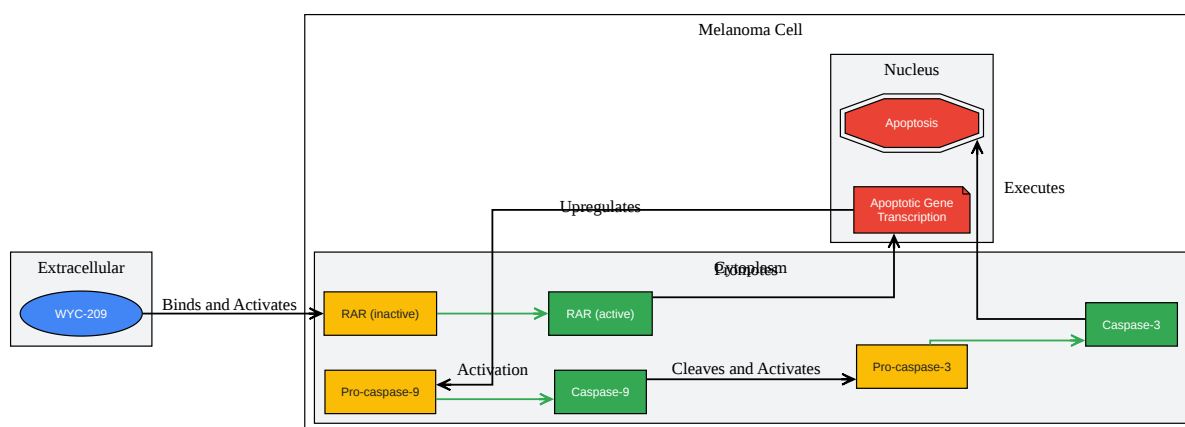 Melanoma Cell
Nucleus
Apoptosis
Executes
Apoptotic Gene
Transcription
Upregulates
Extracellular
Cytoplasm
Promotes
WYC-209
Binds and Activates
RAR (inactive)
RAR (active)
Caspase-3
Pro-caspase-9
Activation
Caspase-9
Cleaves and Activates
Pro-caspase-3